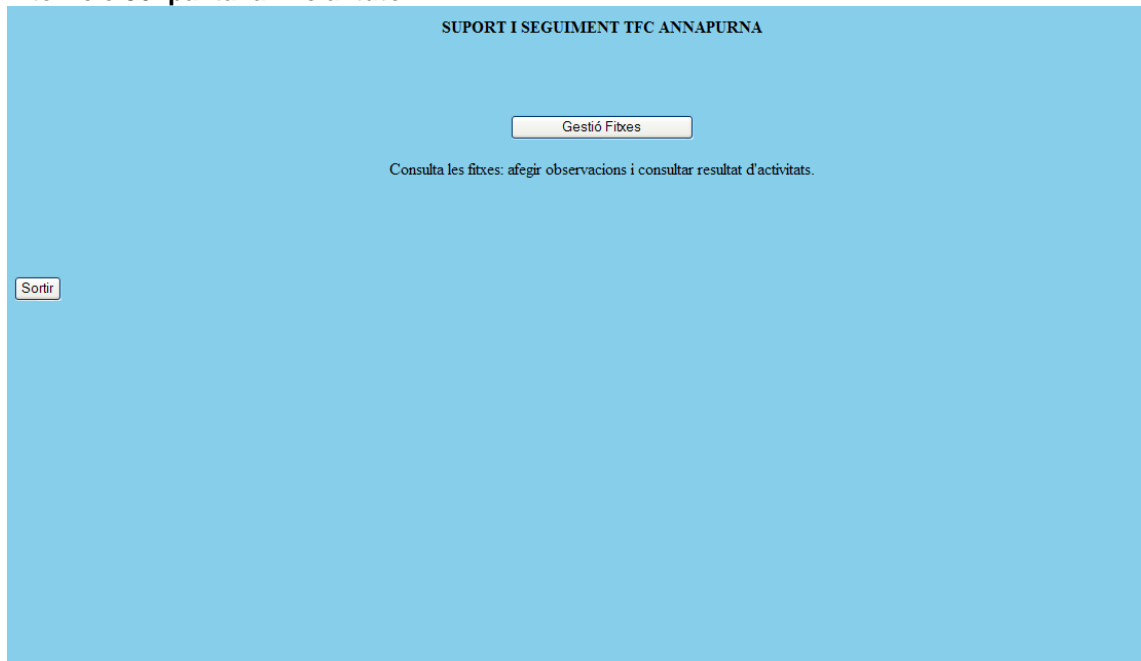 SUPORT I SEGUIMENT TFC ANNAPURNA
Gestió Fitxes
Consulta les fitxes: afegir observacions i consultar resultat d'activitats.
Sortir